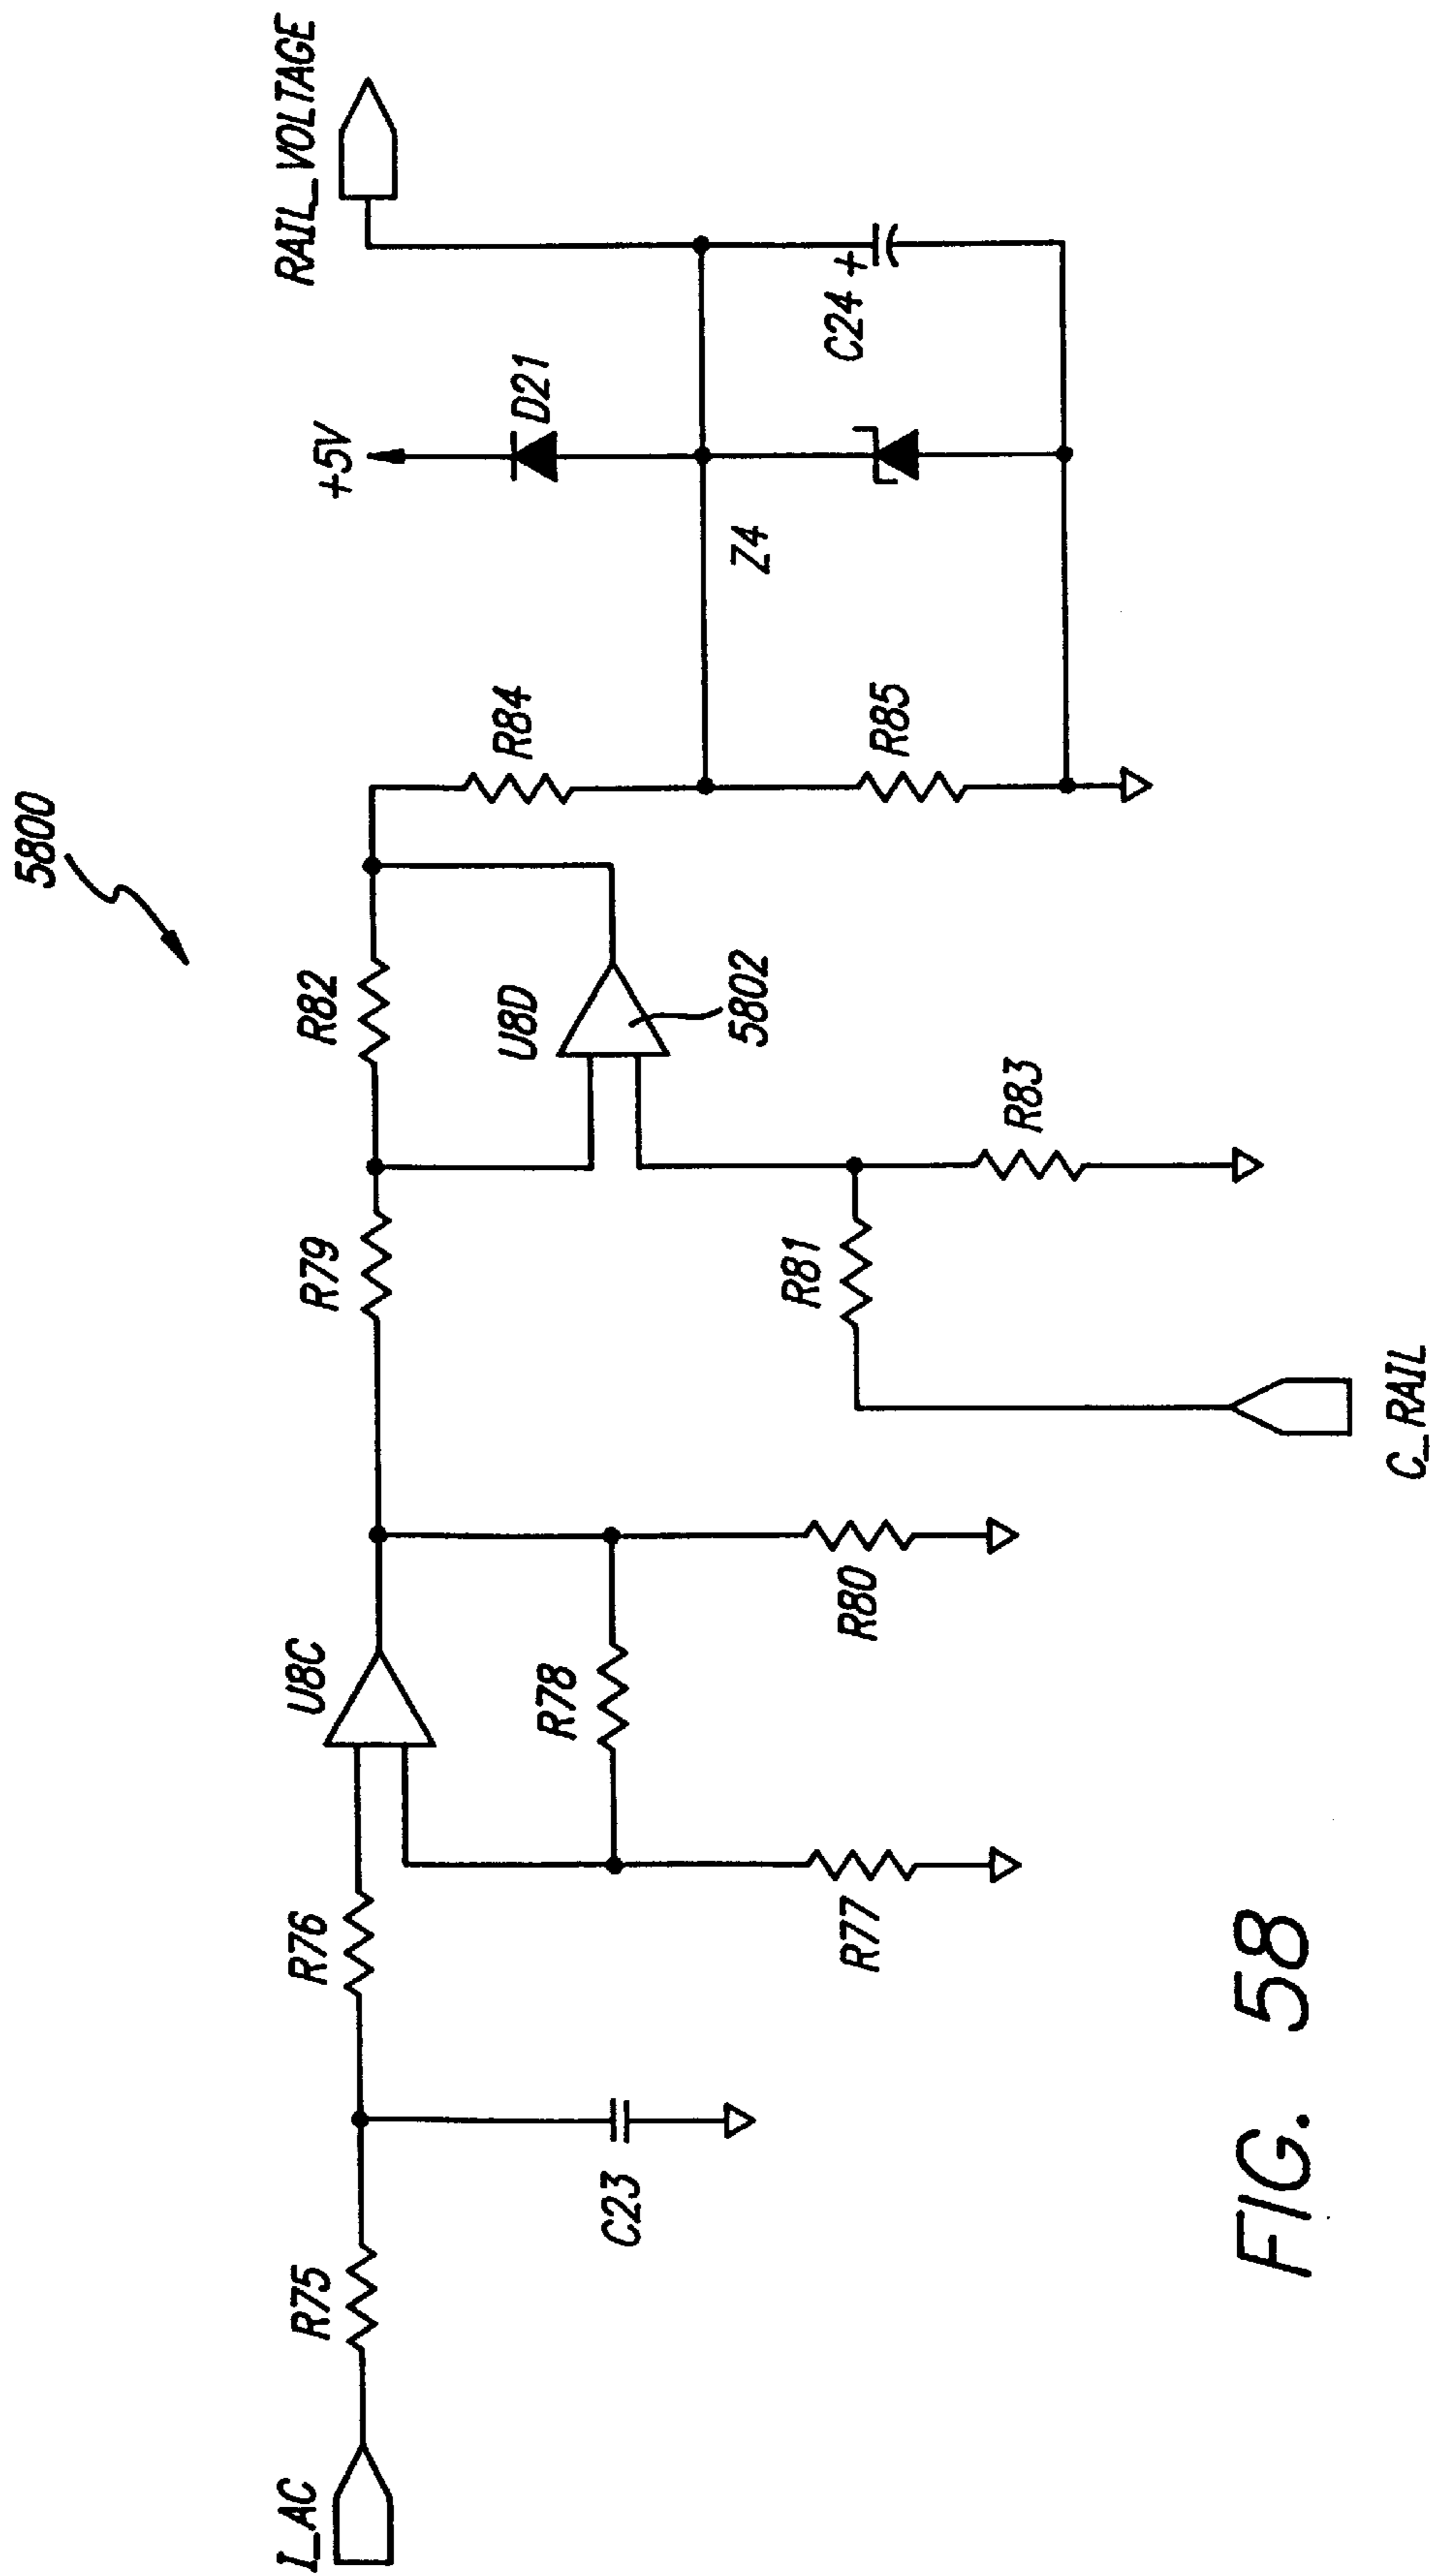 5800
I_AC
R75
C23
R76
R77
U8C
R78
R80
R79
R81
C_RAIL
R82
U8D
5802
R83
R84
R85
Z4
+5V
D21
C24
+
RAIL_VOLTAGE
FIG. 58